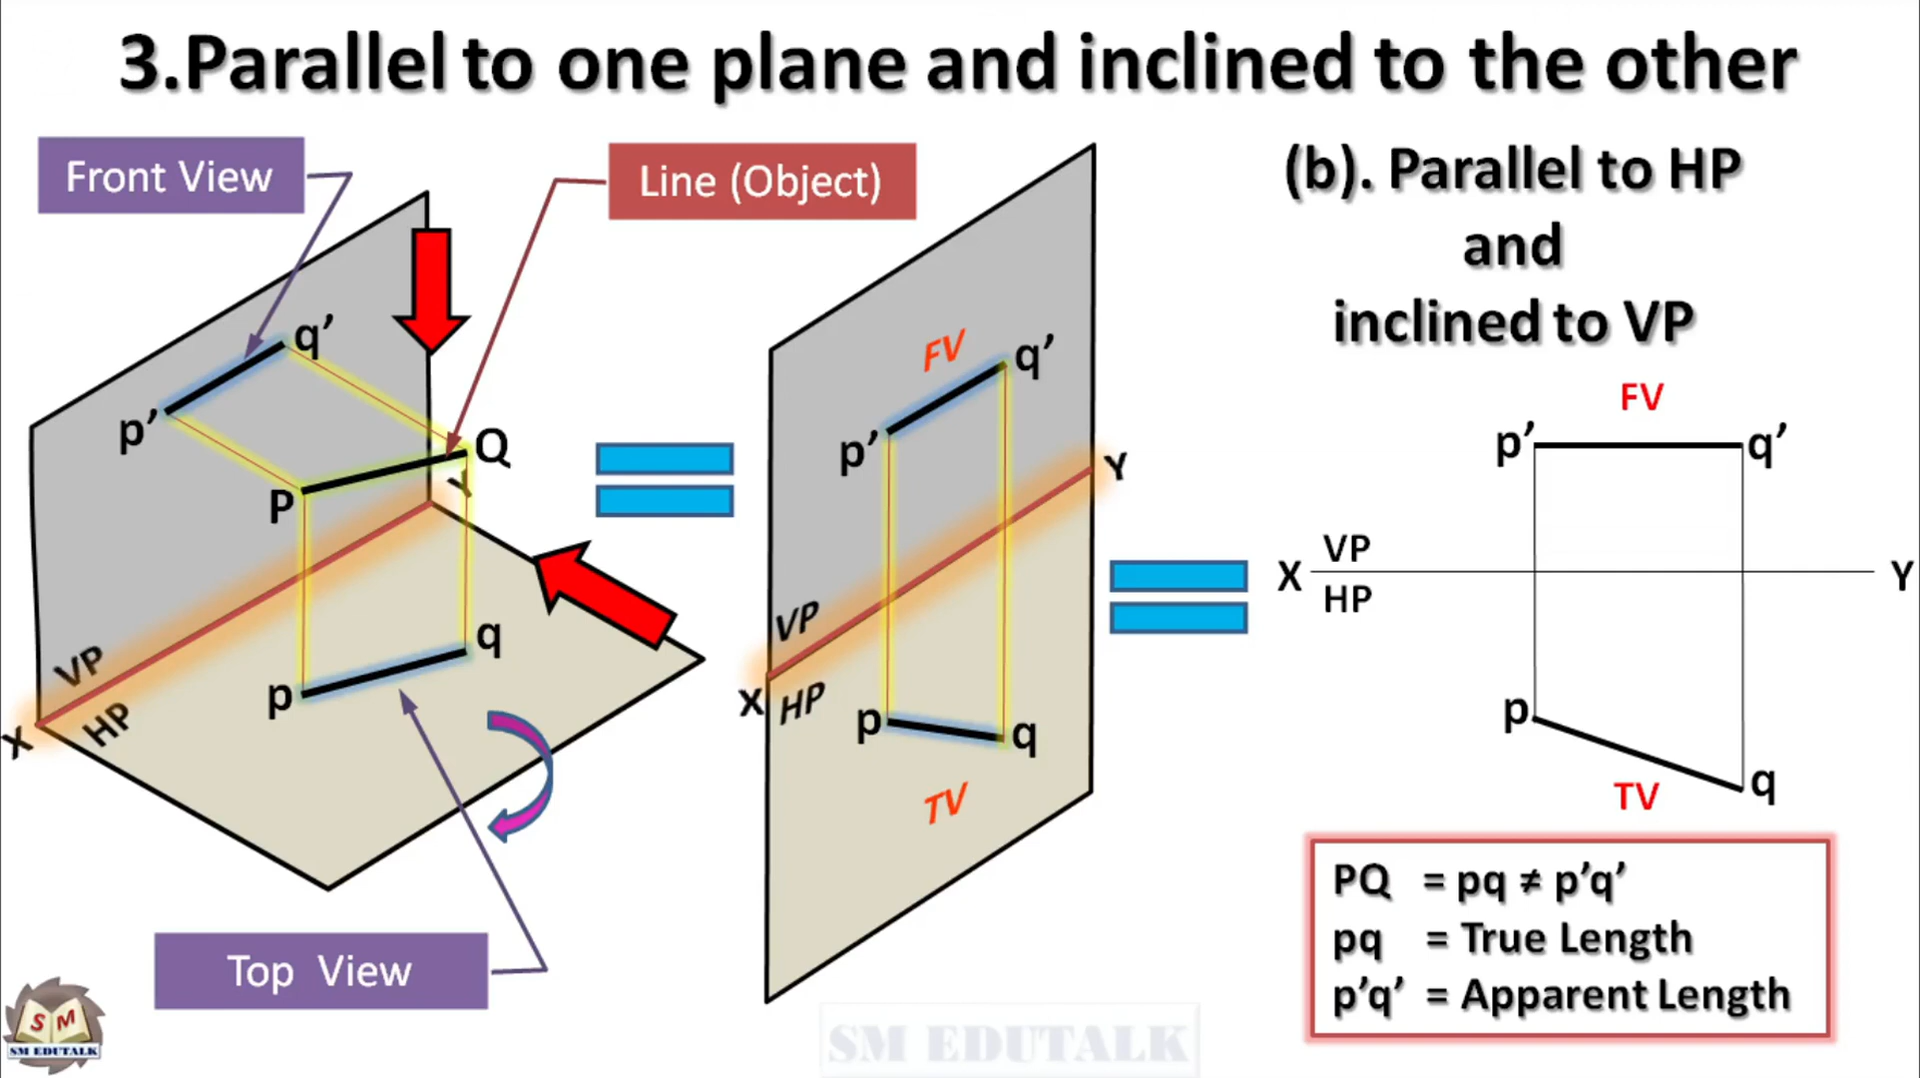 3.Parallel to one plane and inclined to the other
Front View
Line (Object)
(b). Parallel to HP
and
inclined to VP
q’
p’
Q
P
Y
VP
HP
X
p
q
Top  View
FV
q’
p’
Y
VP
X
HP
p
q
TV
FV
p’
q’
X
VP
HP
Y
p
q
TV
PQ = pq ≠ p’q’
pq = True Length
p’q’ = Apparent Length
S M
SM EDUTALK
SM EDUTALK